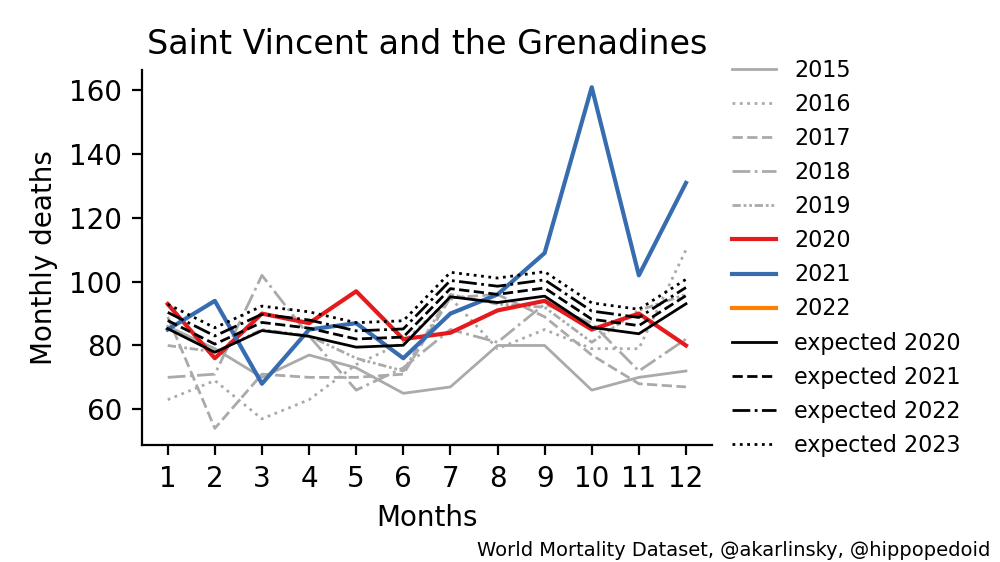 Saint Vincent and the Grenadines
Monthly deaths
160
140
120
100
80
60
1 2 3 4 5 6 7 8 9 10 11 12
Months
2015
2016
2017
2018
2019
2020
2021
2022
expected 2020
expected 2021
expected 2022
expected 2023
World Mortality Dataset, @akarlinsky, @hippopedoid